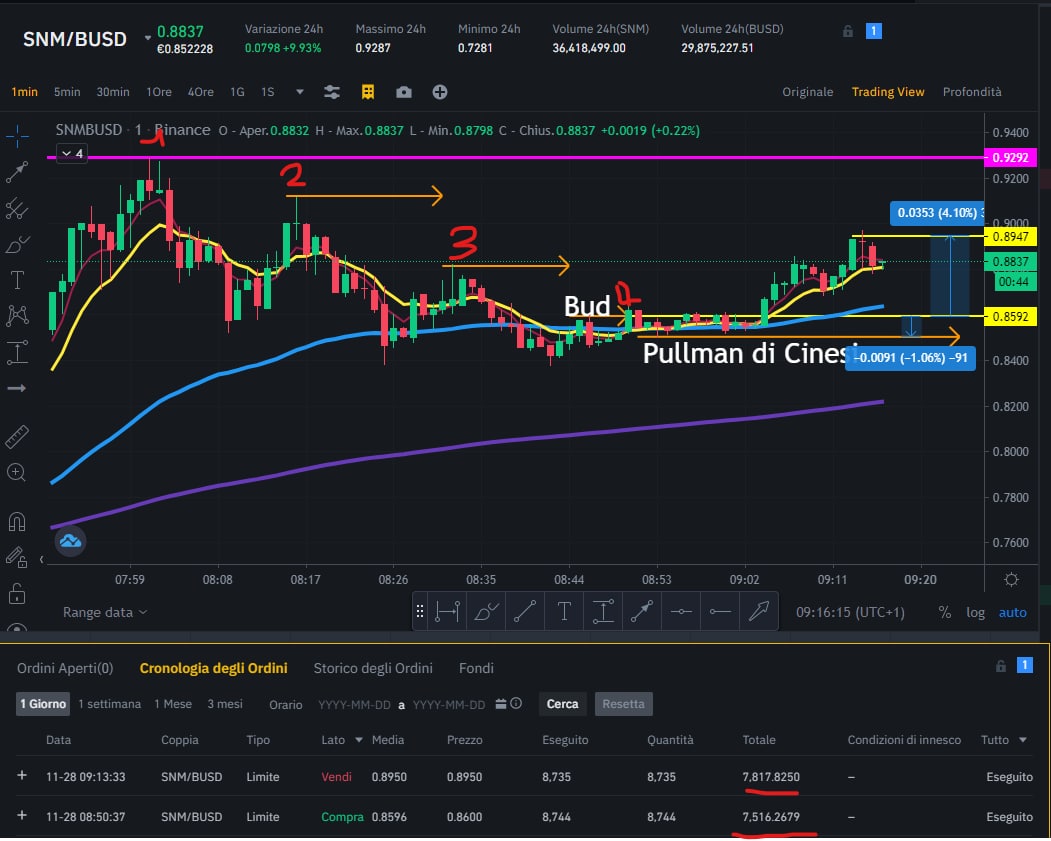 SNM/BUSD
0.8837
€0.852228
Variazione 24h
0.0798 +9.93%
Massimo 24h
0.9287
Minimo 24h
0.7281
Volume 24h(SNM)
36,418,499.00
Volume 24h(BUSD)
29,875,227.51
1
1min 5min 30min 1Ore 4Ore 1G 1S
Originale Trading View Profondità
SNMBUSD · 1 · Binance O - Aper. 0.8832 H - Max. 0.8837 L - Min. 0.8798 C - Chius. 0.8837 +0.0019 (+0.22%)
4
1
2
3
4
Bud
Pullman di Cinesi
0.0353 (4.10%) 3
−0.0091 (−1.06%) −91
0.9400
0.9292
0.9200
0.9000
0.8947
0.8837
00:44
0.8592
0.8400
0.8200
0.8000
0.7800
0.7600
07:59 08:08 08:17 08:26 08:35 08:44 08:53 09:02 09:11 09:20
Range data
T
09:16:15 (UTC+1) % log auto
Ordini Aperti(0) Cronologia degli Ordini Storico degli Ordini Fondi
1
1 Giorno 1 settimana 1 Mese 3 mesi Orario YYYY-MM-DD a YYYY-MM-DD Cerca Resetta
Data Coppia Tipo Lato Media Prezzo Eseguito Quantità Totale Condizioni di innesco Tutto
+ 11-28 09:13:33 SNM/BUSD Limite Vendi 0.8950 0.8950 8,735 8,735 7,817.8250 – Eseguito
+ 11-28 08:50:37 SNM/BUSD Limite Compra 0.8596 0.8600 8,744 8,744 7,516.2679 – Eseguito